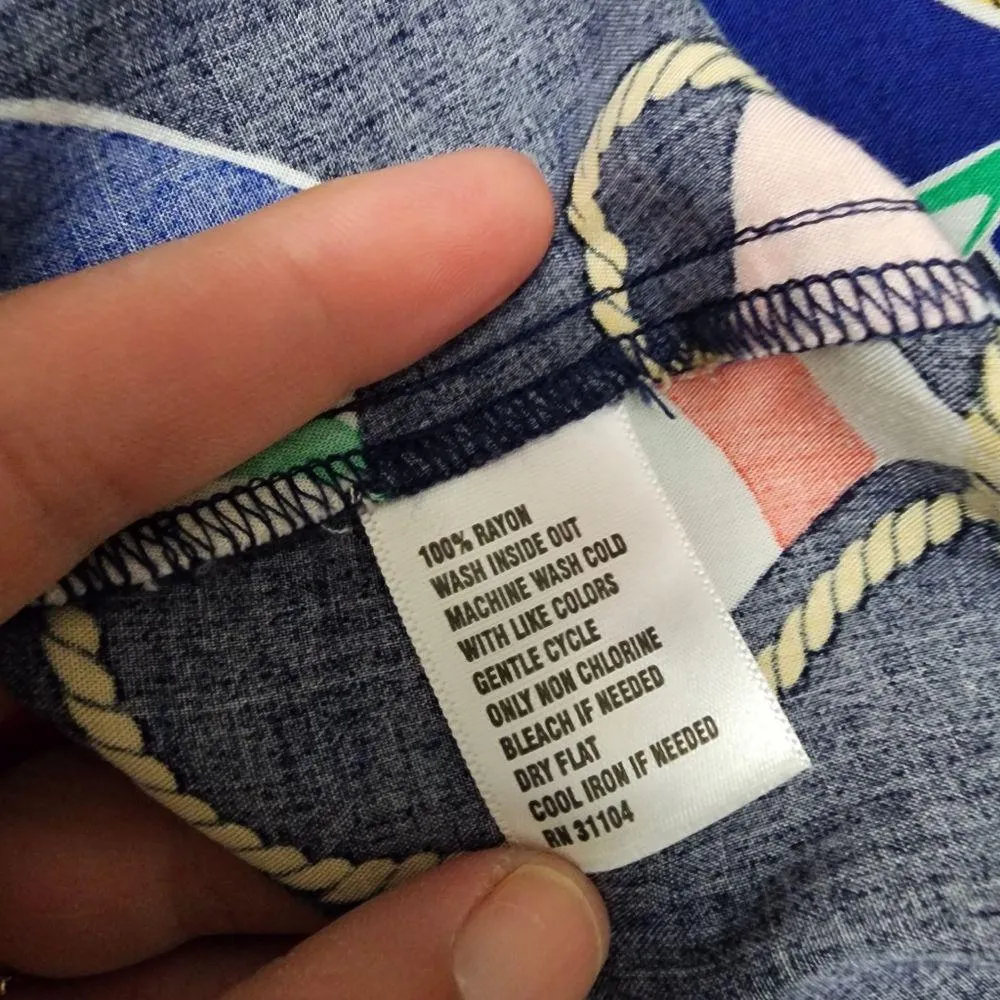 100% RAYON
WASH INSIDE OUT
MACHINE WASH COLD
WITH LIKE COLORS
GENTLE CYCLE
ONLY NON CHLORINE
BLEACH IF NEEDED
DRY FLAT
COOL IRON IF NEEDED
RN 31104